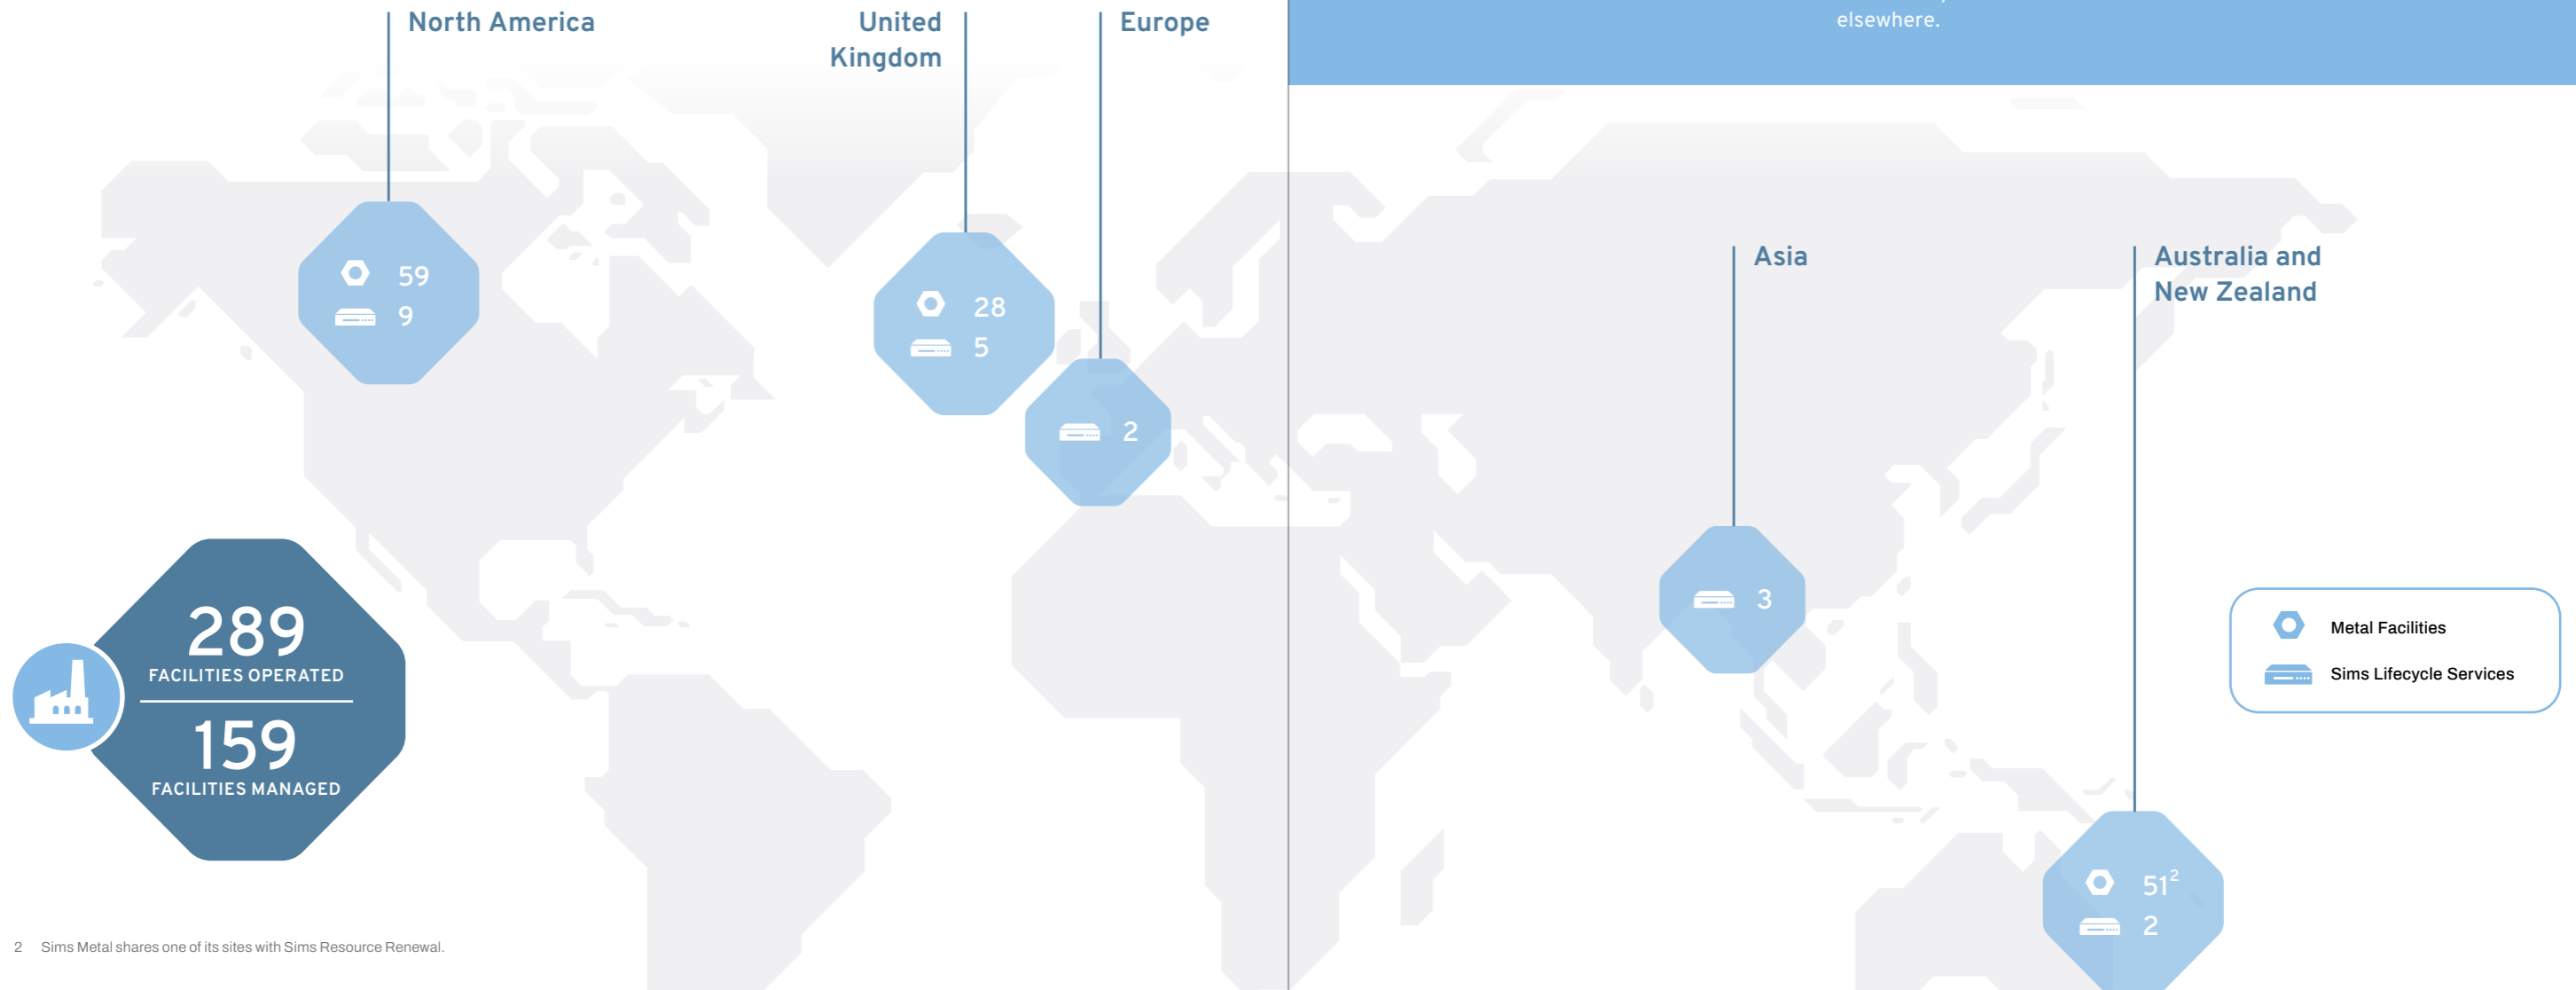 elsewhere.
North America
59
9
United
Kingdom
28
5
Europe
2
Asia
3
Australia and
New Zealand
51²
2
289
FACILITIES OPERATED
159
FACILITIES MANAGED
Metal Facilities
Sims Lifecycle Services
2 Sims Metal shares one of its sites with Sims Resource Renewal.